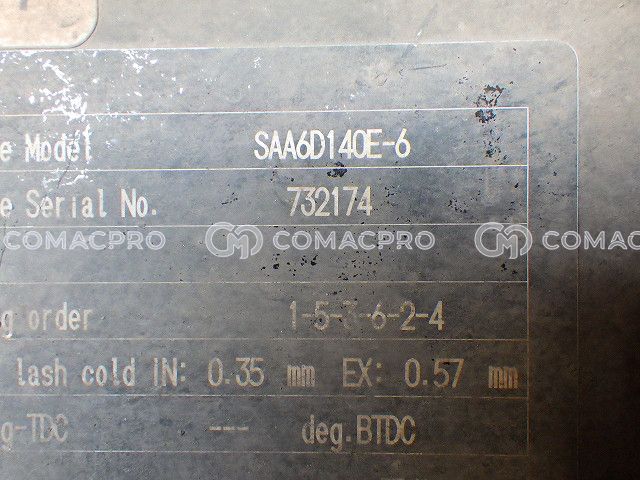 e Model SAA6D140E-6
e Serial No. 732174
COMACPRO COMACPRO COMACPRO
g order 1-5-3-6-2-4
lash cold IN: 0.35 mm EX: 0.57 mm
g-TDC --- deg.BTDC